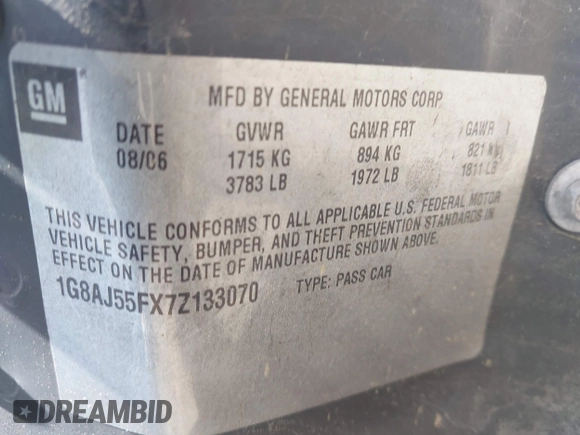 GM
MFD BY GENERAL MOTORS CORP
DATE GVWR GAWR FRT GAWR
08/06 1715 KG 894 KG 821
3783 LB 1972 LB 1811 LB
THIS VEHICLE CONFORMS TO ALL APPLICABLE U.S. FEDERAL MOTOR
VEHICLE SAFETY, BUMPER, AND THEFT PREVENTION STANDARDS IN
EFFECT ON THE DATE OF MANUFACTURE SHOWN ABOVE.
1G8AJ55FX7Z133070 TYPE: PASS CAR
DREAMBID